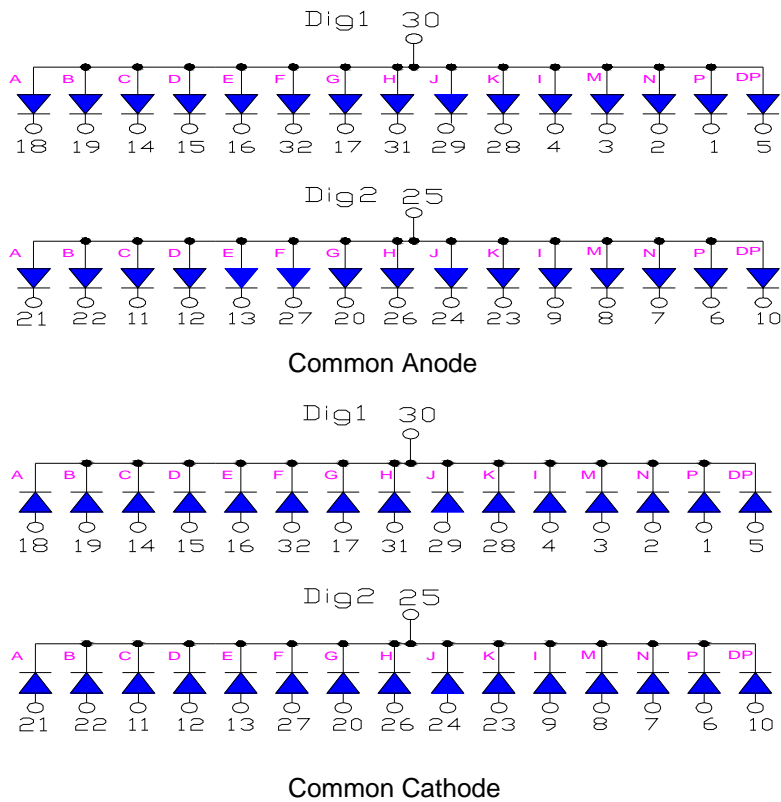 Dig1 30
A B C D E F G H J K I M N P DP
18 19 14 15 16 32 17 31 29 28 4 3 2 1 5
Dig2 25
A B C D E F G H J K I M N P DP
21 22 11 12 13 27 20 26 24 23 9 8 7 6 10
Common Anode
Dig1 30
A B C D E F G H J K I M N P DP
18 19 14 15 16 32 17 31 29 28 4 3 2 1 5
Dig2 25
A B C D E F G H J K I M N P DP
21 22 11 12 13 27 20 26 24 23 9 8 7 6 10
Common Cathode